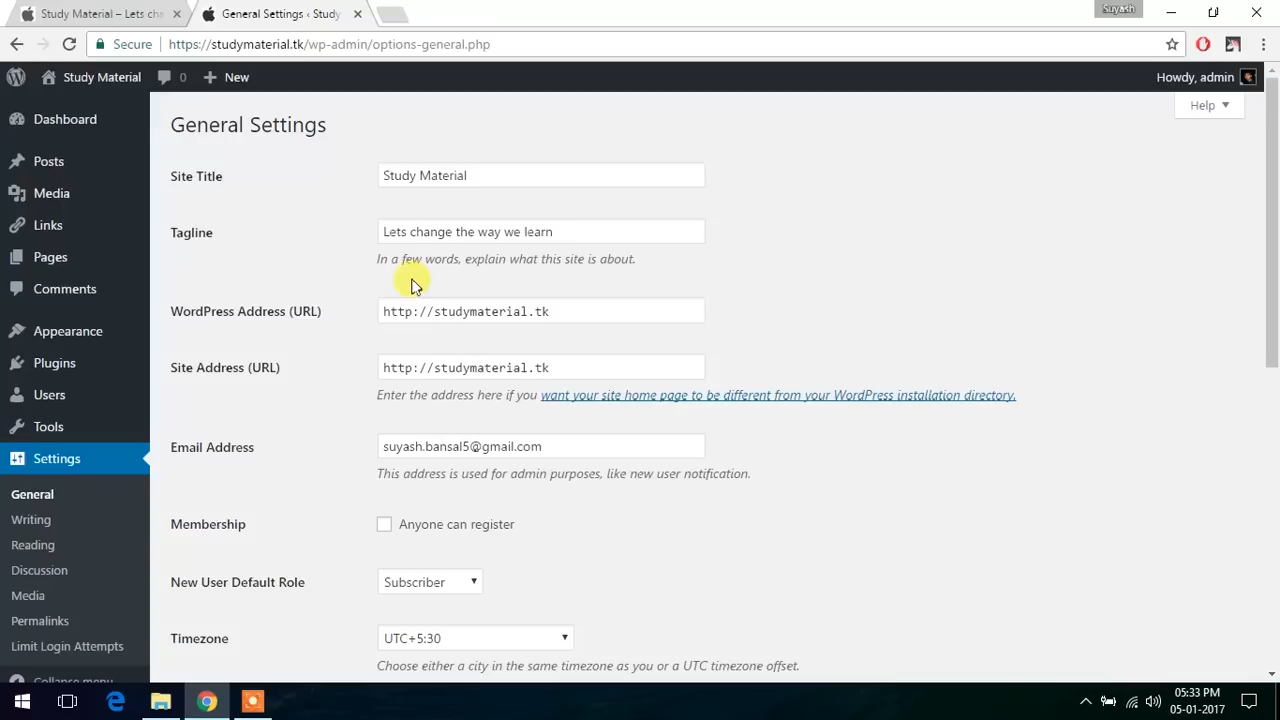 Study Material – Lets cha
General Settings ‹ Study
Suyash
Secure https://studymaterial.tk/wp-admin/options-general.php
Study Material 0 New Howdy, admin
Help
Dashboard
Posts
Media
Links
Pages
Comments
Appearance
Plugins
Users
Tools
Settings
General
Writing
Reading
Discussion
Media
Permalinks
Limit Login Attempts
Collapse menu
General Settings
Site Title Study Material
Tagline Lets change the way we learn
In a few words, explain what this site is about.
WordPress Address (URL) http://studymaterial.tk
Site Address (URL) http://studymaterial.tk
Enter the address here if you want your site home page to be different from your WordPress installation directory.
Email Address suyash.bansal5@gmail.com
This address is used for admin purposes, like new user notification.
Membership Anyone can register
New User Default Role Subscriber
Timezone UTC+5:30
Choose either a city in the same timezone as you or a UTC timezone offset.
05:33 PM
05-01-2017